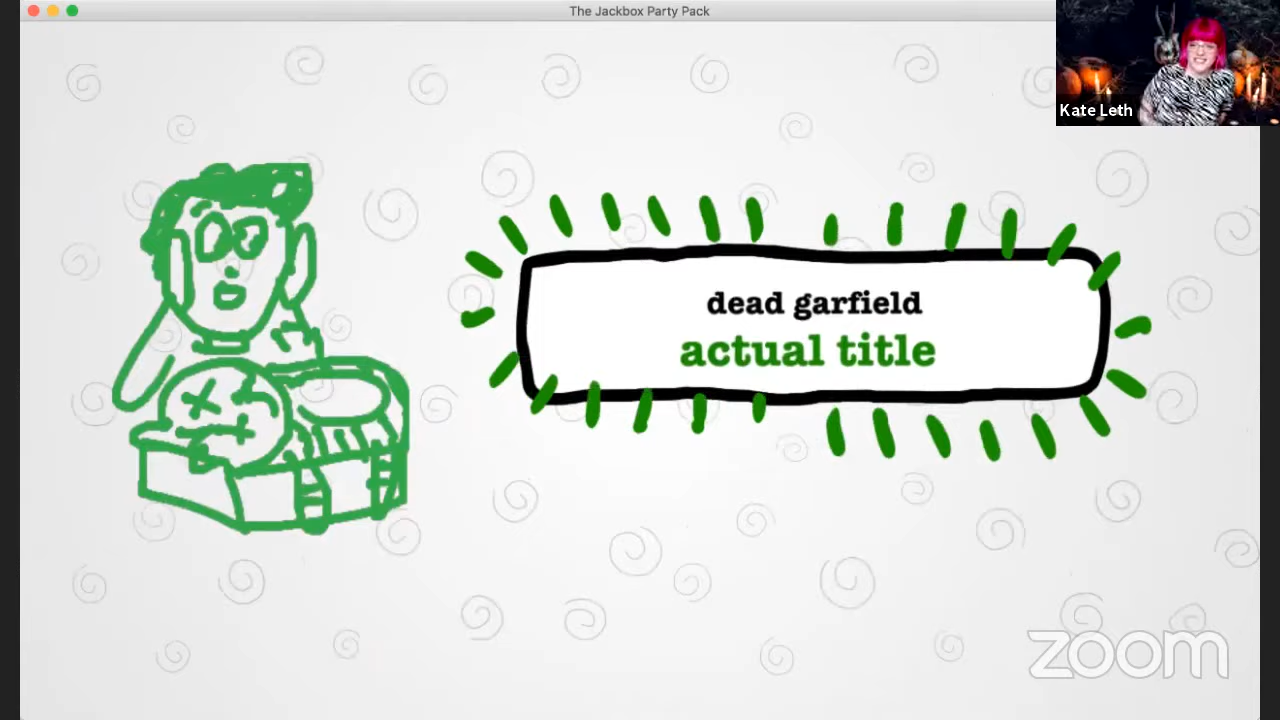 The Jackbox Party Pack
Kate Leth
dead garfield
actual title
zoom